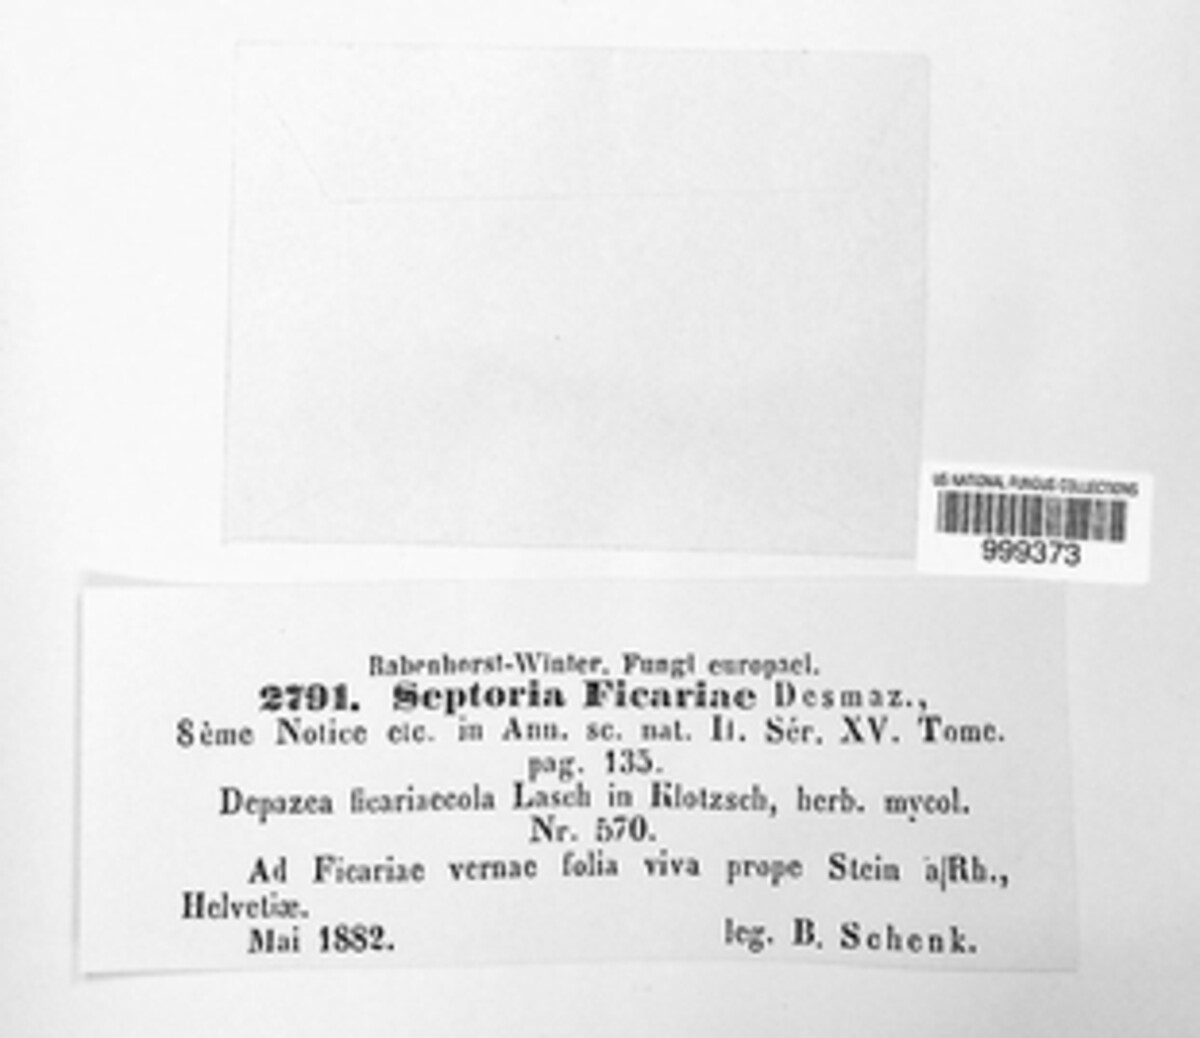 US NATIONAL FUNGUS COLLECTIONS
999373
Rabenhorst-Winter. Fungi europaei.
2791. Septoria Ficariae Desmaz.,
8ème Notice etc. in Ann. sc. nat. II. Sér. XV. Tome.
pag. 135.
Depazea ficariaecola Lasch in Klotzsch, herb. mycol.
Nr. 570.
Ad Ficariae vernae folia viva prope Stein a/Rh.,
Helvetiæ.
Mai 1882. leg. B. Schenk.